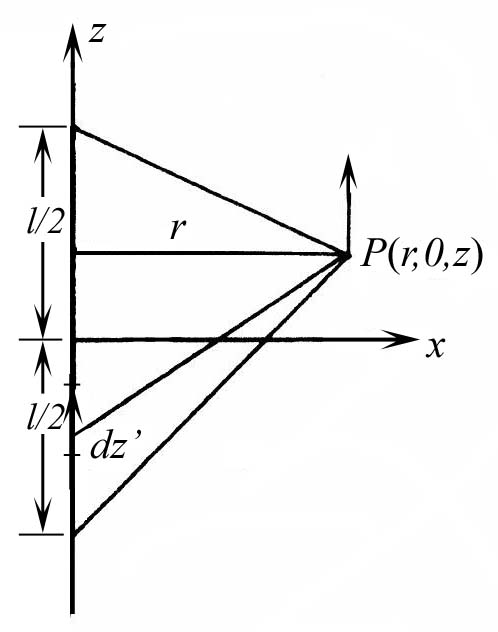 z
l/2
r
P(r,0,z)
x
l/2
dz’